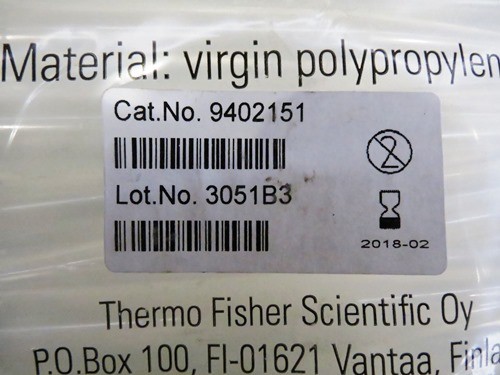 Material: virgin polypropylen
Cat.No. 9402151
2
Lot.No. 3051B3
2018-02
Thermo Fisher Scientific Oy
P.O.Box 100, FI-01621 Vantaa, Finla